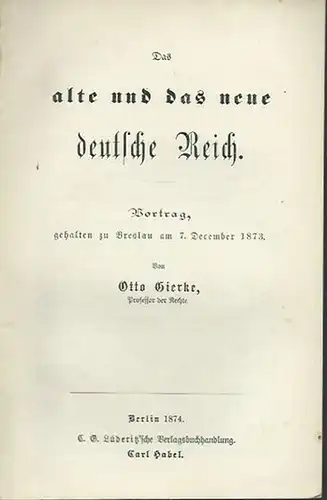 Das
alte und das neue
deutsche Reich.
Vortrag,
gehalten zu Breslau am 7. December 1873.
Von
Otto Gierke,
Professor der Rechte
Berlin 1874.
C. G. Lüderitz'sche Verlagsbuchhandlung.
Carl Habel.